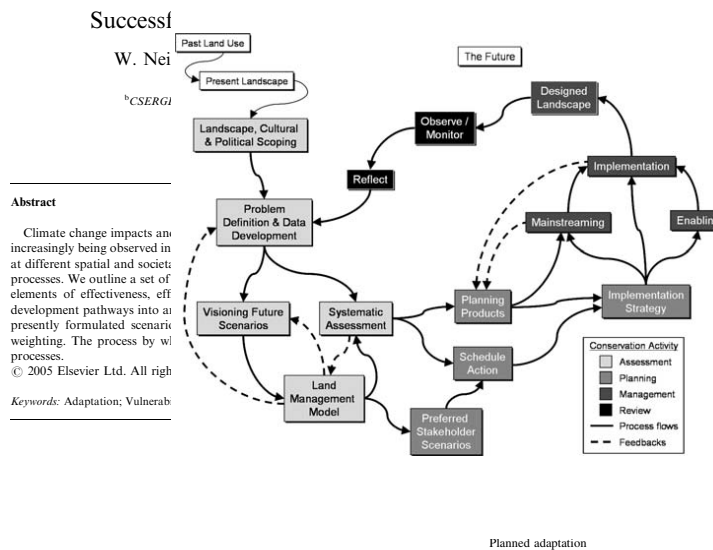 Successf
W. Nei
bCSERGE
Abstract
Climate change impacts and
increasingly being observed in
at different spatial and societa
processes. We outline a set of
elements of effectiveness, eff
development pathways into an
presently formulated scenario
weighting. The process by wh
processes.
© 2005 Elsevier Ltd. All righ
Keywords: Adaptation; Vulnerabi
Past Land Use
Present Landscape
The Future
Landscape, Cultural
& Political Scoping
Designed
Landscape
Observe /
Monitor
Reflect
Implementation
Problem
Definition & Data
Development
Mainstreaming
Enablin
Visioning Future
Scenarios
Systematic
Assessment
Planning
Products
Implementation
Strategy
Schedule
Action
Land
Management
Model
Preferred
Stakeholder
Scenarios
Conservation Activity
Assessment
Planning
Management
Review
Process flows
Feedbacks
Planned adaptation